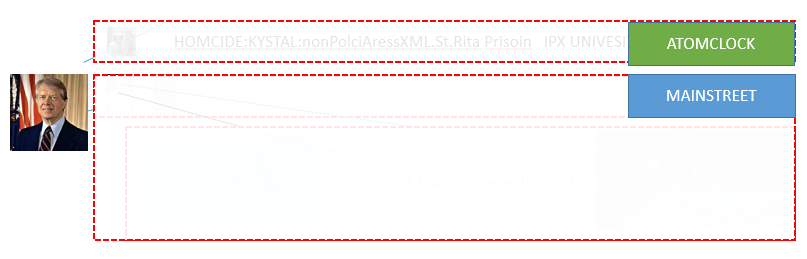 HOMCIDE:KYSTAL:nonPolciAressXML.St.Rita Prisoin IPX UNIVESI
ATOMCLOCK
MAINSTREET